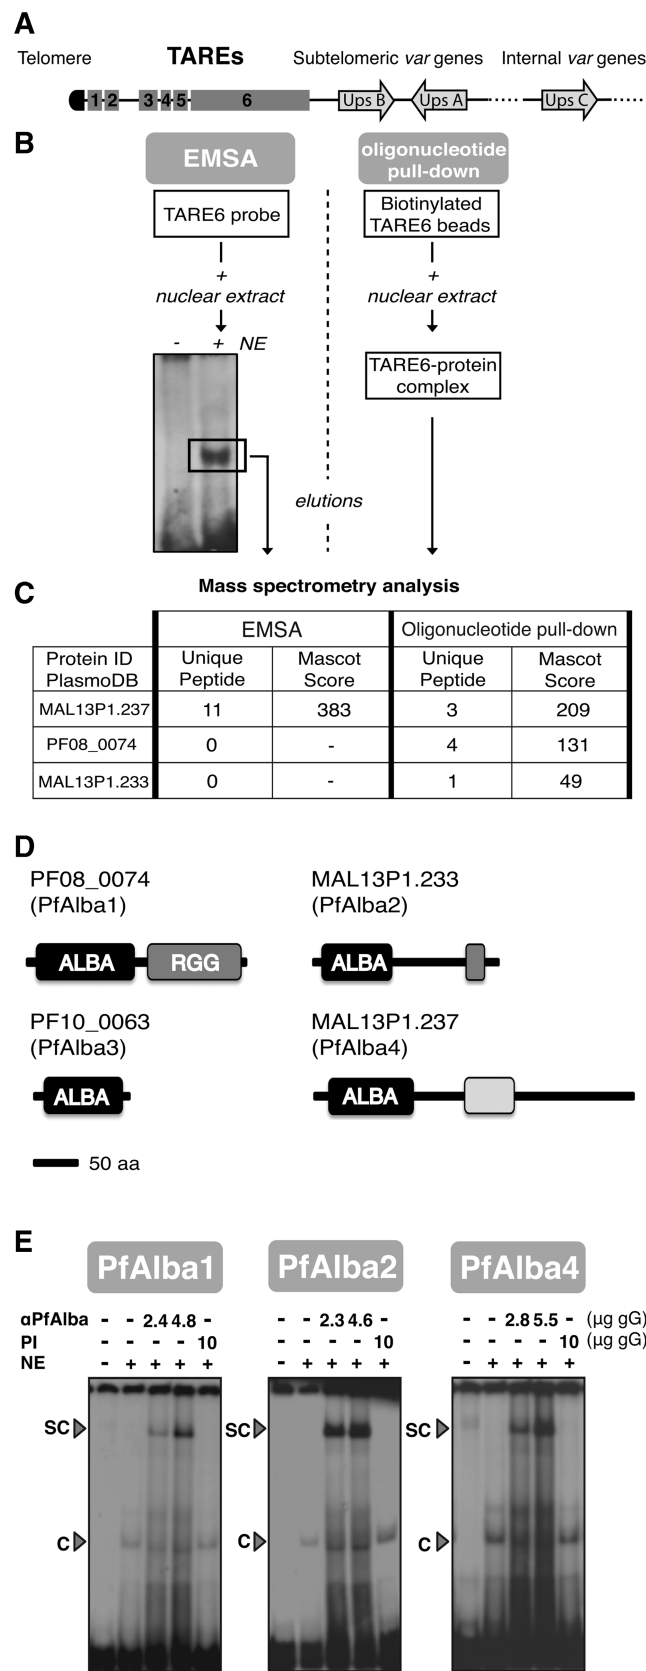 A
Telomere TAREs Subtelomeric var genes Internal var genes
1 2 3 4 5 6 Ups B Ups A Ups C
B
EMSA
TARE6 probe
+
nuclear extract
- + NE
oligonucleotide
pull-down
Biotinylated
TARE6 beads
+
nuclear extract
TARE6-protein
complex
elutions
C
Mass spectrometry analysis
EMSA Oligonucleotide pull-down
Protein ID
PlasmoDB
Unique
Peptide
Mascot
Score
Unique
Peptide
Mascot
Score
MAL13P1.237 11 383 3 209
PF08_0074 0 - 4 131
MAL13P1.233 0 - 1 49
D
PF08_0074
(PfAlba1)
ALBA RGG
MAL13P1.233
(PfAlba2)
ALBA
PF10_0063
(PfAlba3)
ALBA
MAL13P1.237
(PfAlba4)
ALBA
50 aa
E
PfAlba1 PfAlba2 PfAlba4
αPfAlba - - 2.4 4.8 - - - 2.3 4.6 - - - 2.8 5.5 - (µg gG)
PI 10 10 10 (µg gG)
NE - + + + + - + + + + - + + + +
SC SC SC
C C C